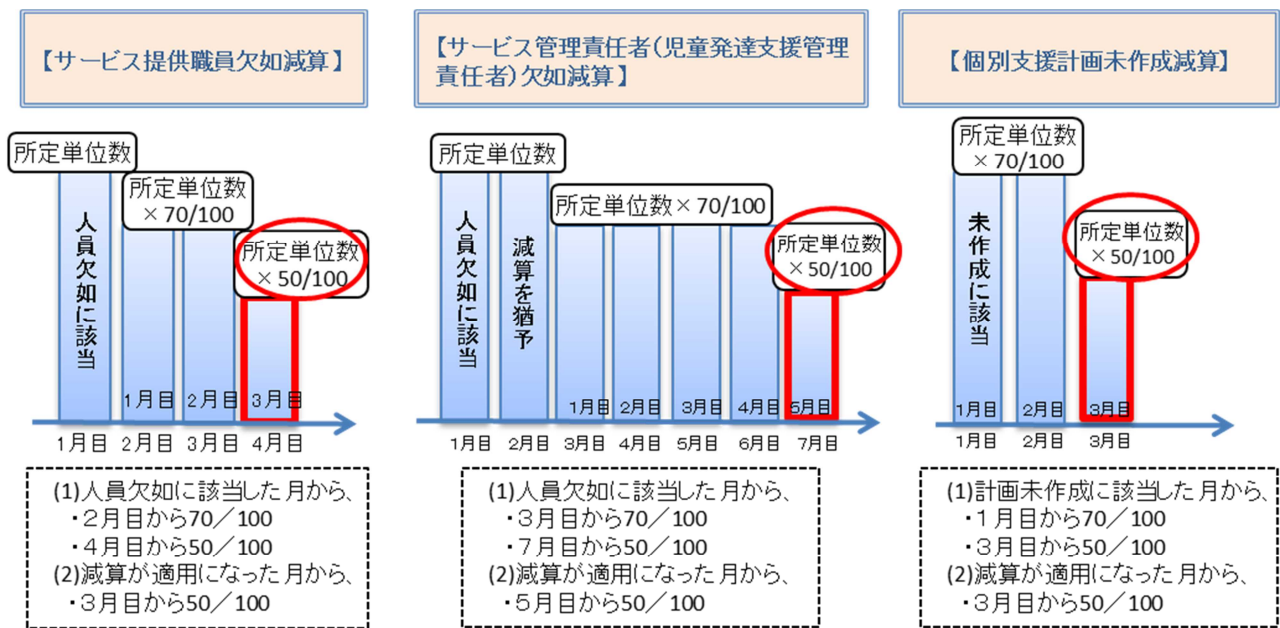 【サービス提供職員欠如減算】
所定単位数
所定単位数
×70/100
所定単位数
×50/100
人員欠如に該当
1月目
2月目
3月目
1月目
2月目
3月目
4月目
(1)人員欠如に該当した月から、
・2月目から70／100
・4月目から50／100
(2)減算が適用になった月から、
・3月目から50／100
【サービス管理責任者(児童発達支援管理
責任者)欠如減算】
所定単位数
所定単位数×70/100
所定単位数
×50/100
人員欠如に該当
減算を猶予
1月目
2月目
3月目
4月目
5月目
1月目
2月目
3月目
4月目
5月目
6月目
7月目
(1)人員欠如に該当した月から、
・3月目から70／100
・7月目から50／100
(2)減算が適用になった月から、
・5月目から50／100
【個別支援計画未作成減算】
所定単位数
×70/100
所定単位数
×50/100
未作成に該当
1月目
2月目
3月目
1月目
2月目
3月目
(1)計画未作成に該当した月から、
・1月目から70／100
・3月目から50／100
(2)減算が適用になった月から、
・3月目から50／100